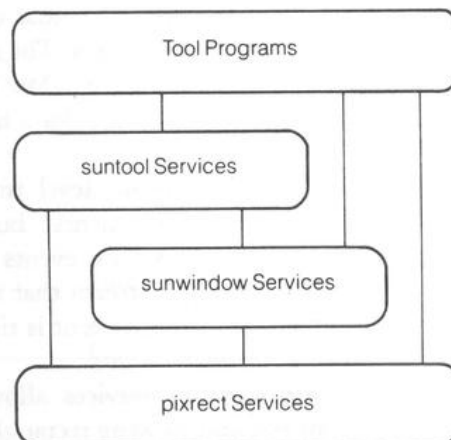 Tool Programs
suntool Services
sunwindow Services
pixrect Services